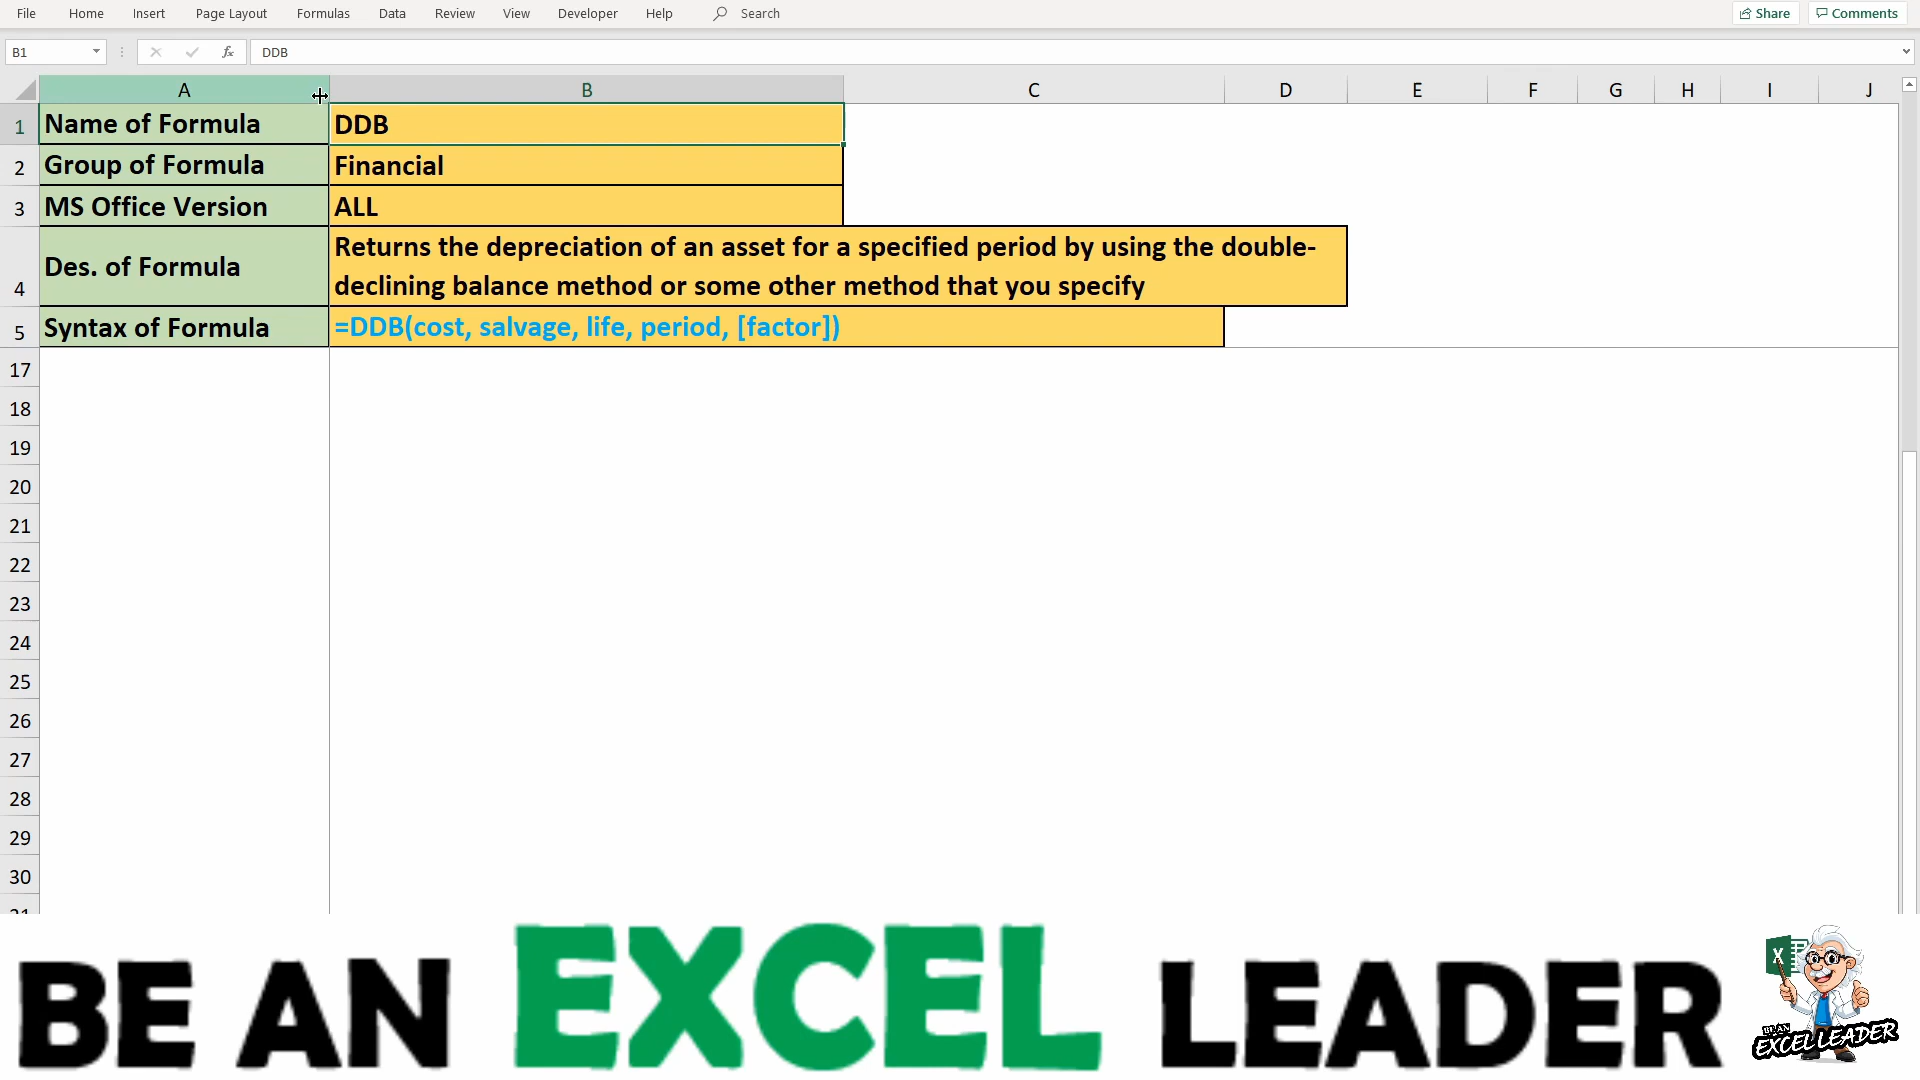 File Home Insert Page Layout Formulas Data Review View Developer Help Search Share Comments
B1 fx DDB
A B C D E F G H I J
1 Name of Formula DDB
2 Group of Formula Financial
3 MS Office Version ALL
Returns the depreciation of an asset for a specified period by using the double-
4 Des. of Formula declining balance method or some other method that you specify
5 Syntax of Formula =DDB(cost, salvage, life, period, [factor])
17
18
19
20
21
22
23
24
25
26
27
28
29
30
BE AN EXCEL LEADER
X
BE AN
EXCEL LEADER